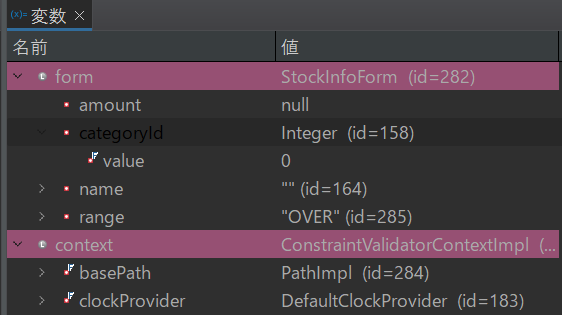 (x)= 変数
名前 値
form StockInfoForm (id=282)
amount null
categoryId Integer (id=158)
value 0
name "" (id=164)
range "OVER" (id=285)
context ConstraintValidatorContextImpl (...
basePath PathImpl (id=284)
clockProvider DefaultClockProvider (id=183)